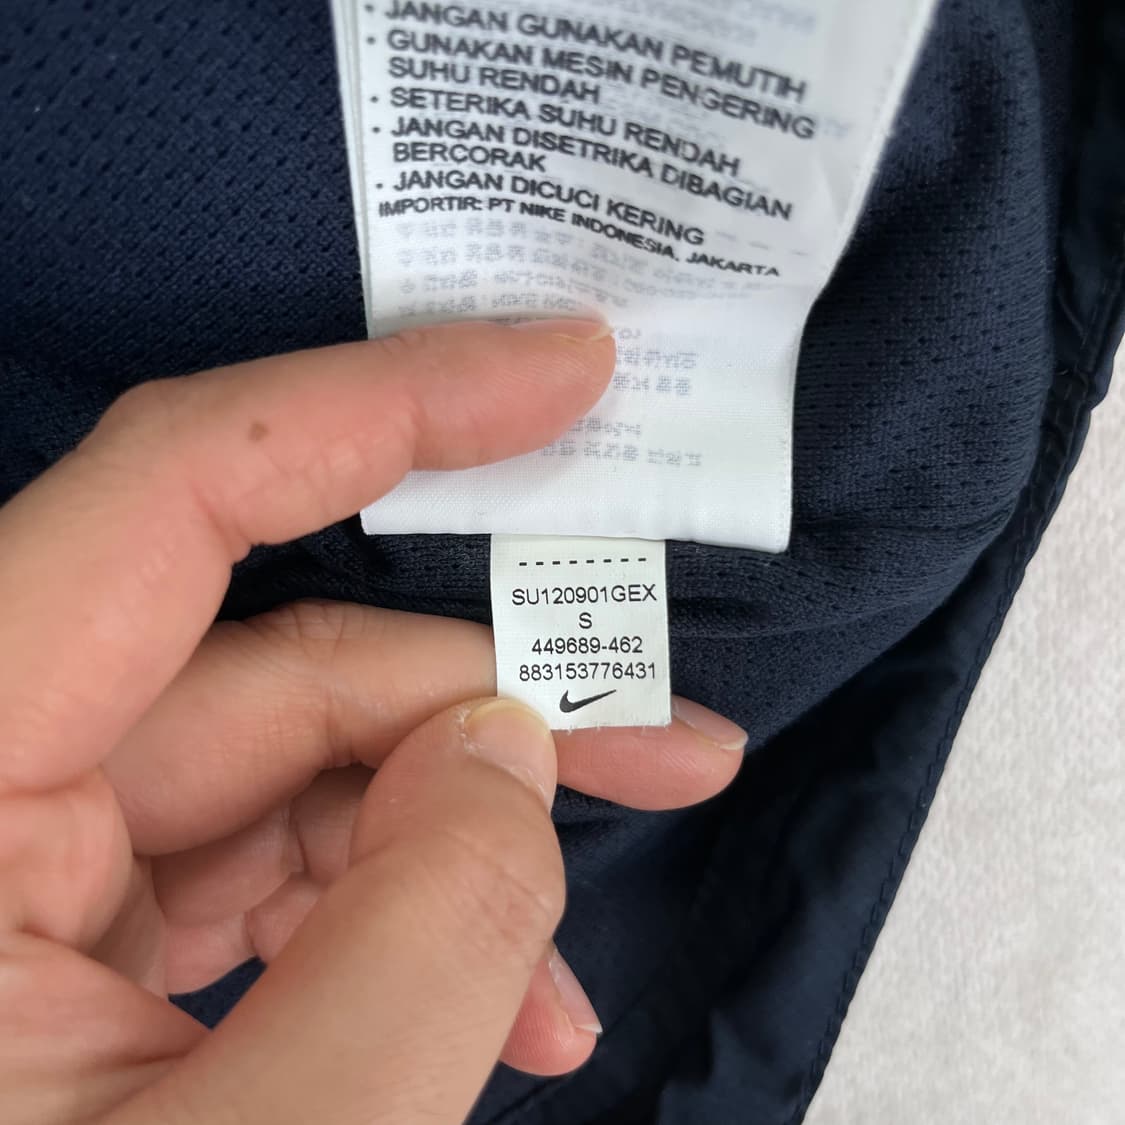 • JANGAN GUNAKAN PEMUTIH
• GUNAKAN MESIN PENGERING
SUHU RENDAH
• SETERIKA SUHU RENDAH
• JANGAN DISETRIKA DIBAGIAN
BERCORAK
• JANGAN DICUCI KERING
IMPORTIR: PT NIKE INDONESIA, JAKARTA
SU120901GEX
S
449689-462
883153776431